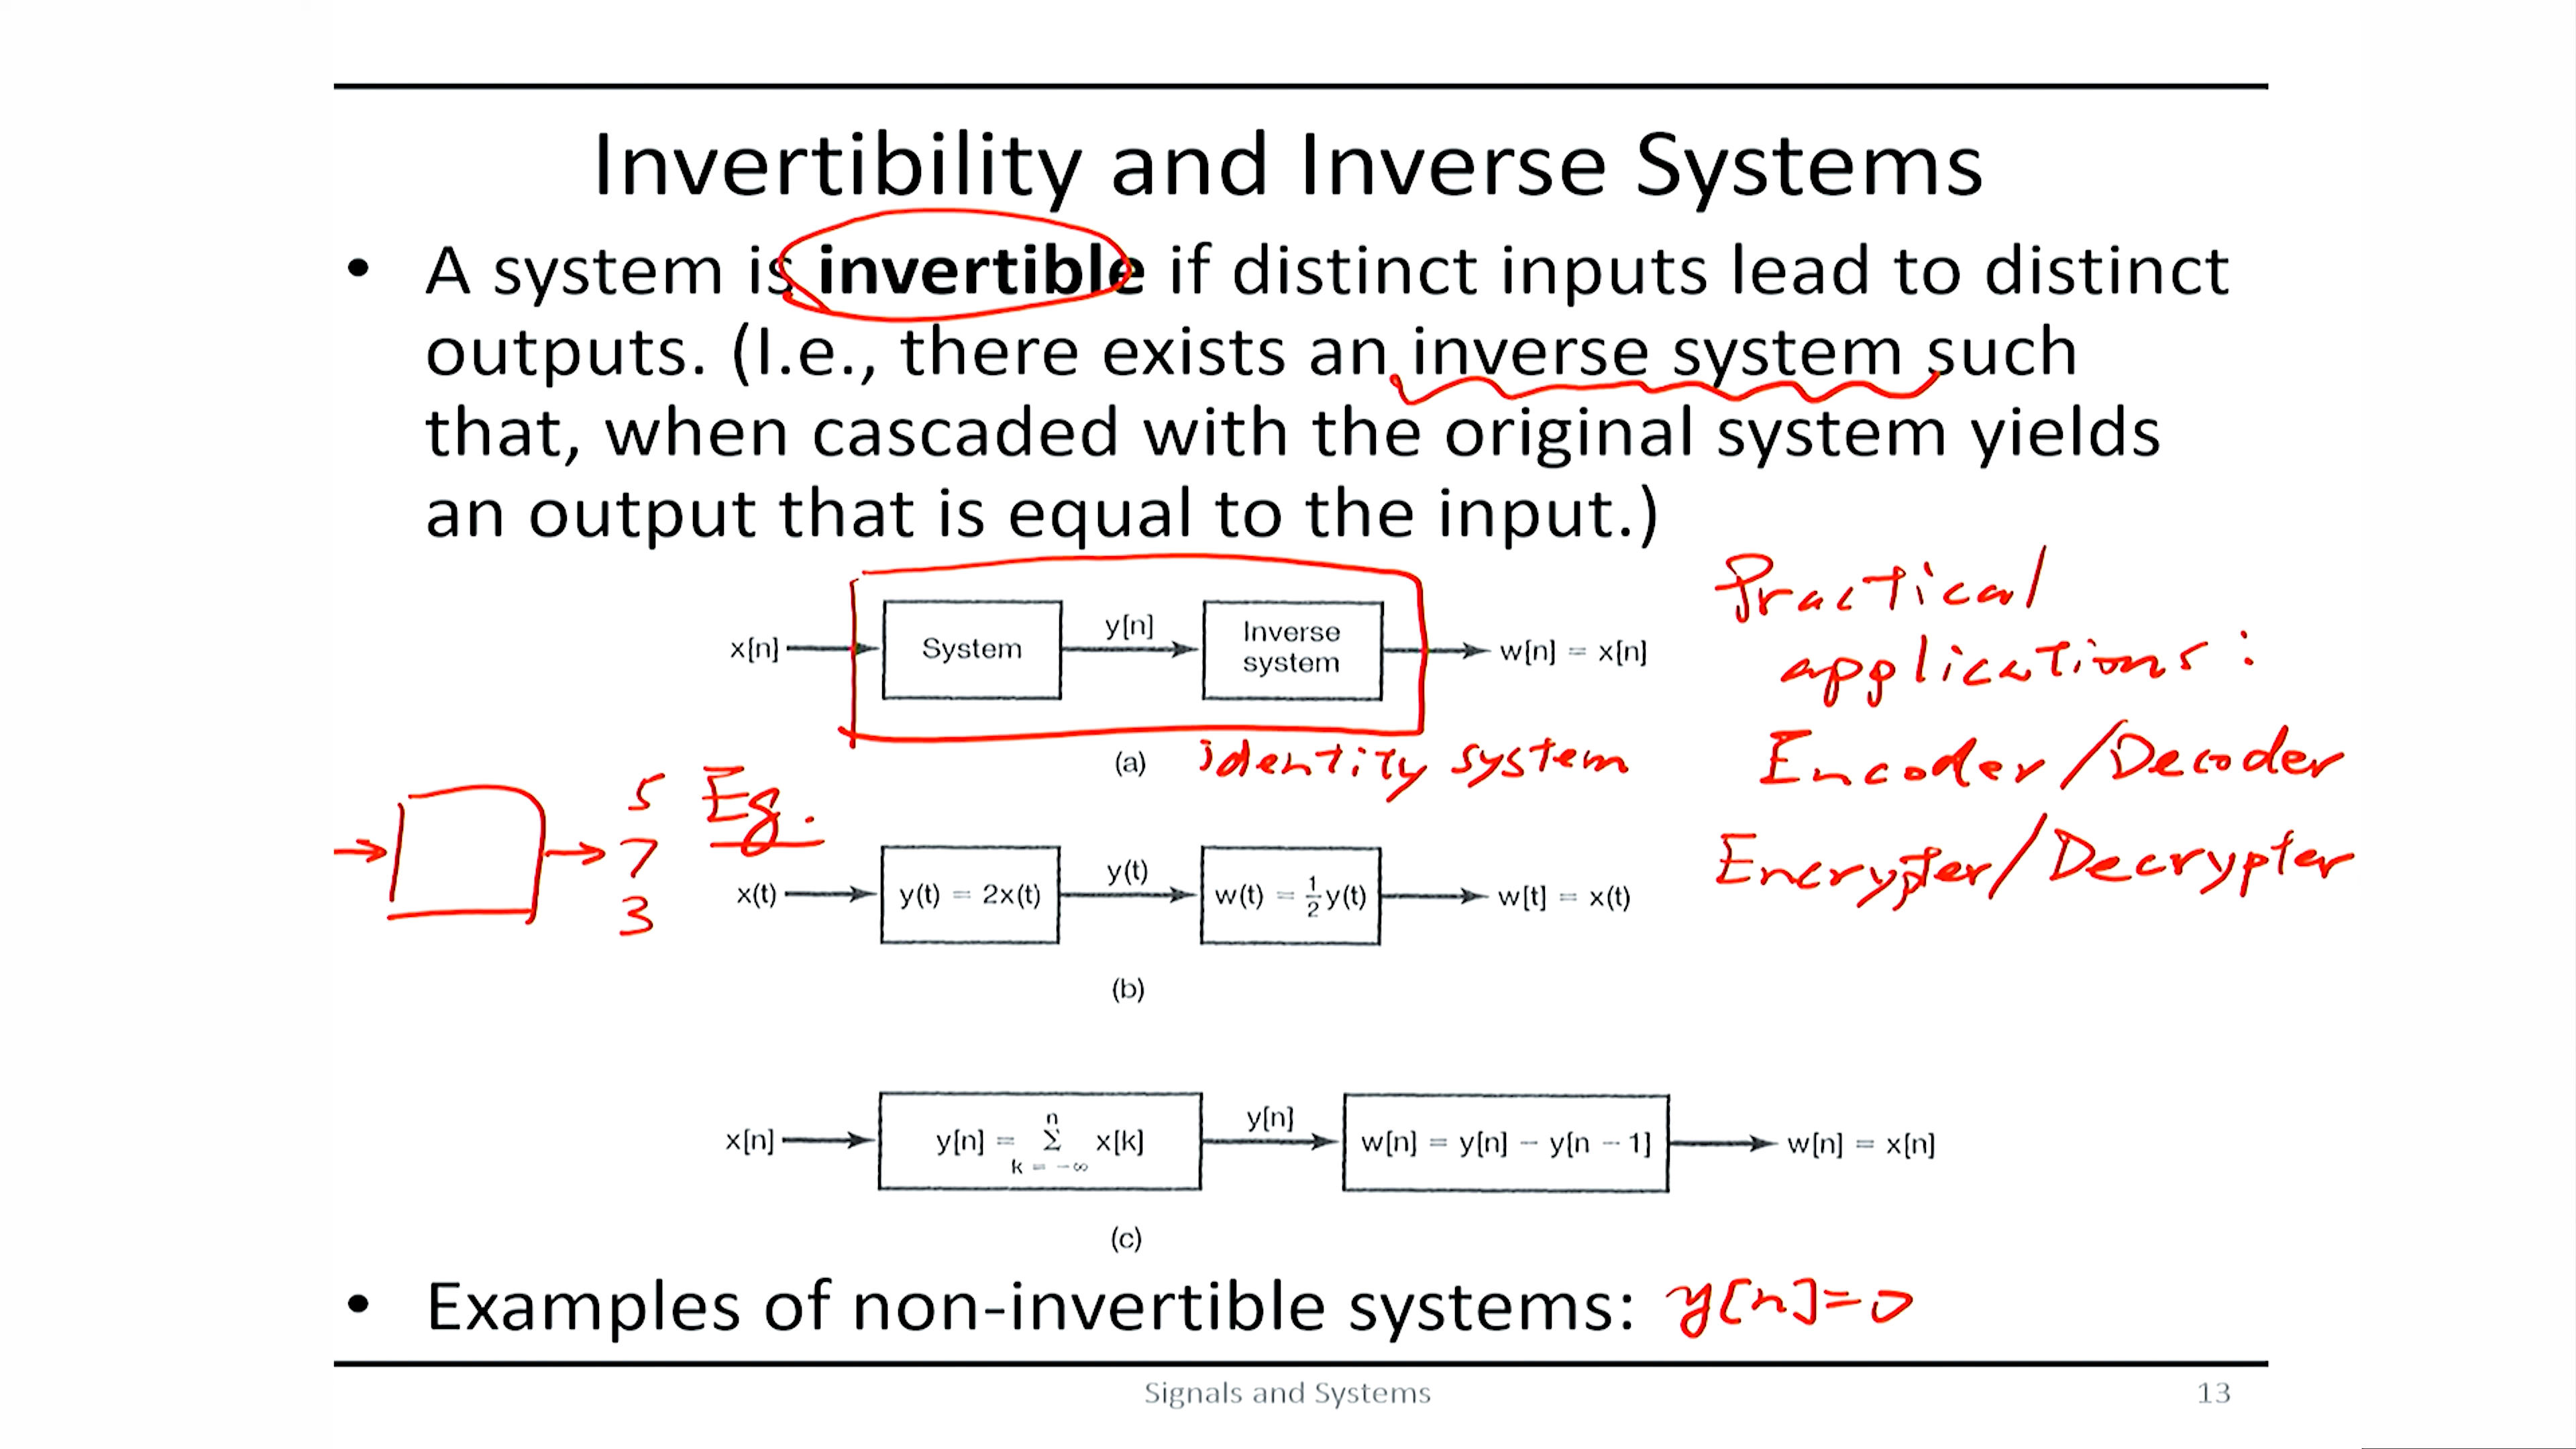 Invertibility and Inverse Systems
• A system is invertible if distinct inputs lead to distinct
outputs. (I.e., there exists an inverse system such
that, when cascaded with the original system yields
an output that is equal to the input.)
x[n] System y[n] Inverse system w[n] = x[n]
(a)
identity system
Practical
applications:
Encoder/Decoder
Encrypter/Decrypter
5
7
3
Eg.
x(t) y(t) = 2x(t) y(t) w(t) = 1/2 y(t) w[t] = x(t)
(b)
x[n] y[n] = n Σ k = -∞ x[k] y[n] w[n] = y[n] - y[n - 1] w[n] = x[n]
(c)
• Examples of non-invertible systems: y[n]=0
Signals and Systems 13